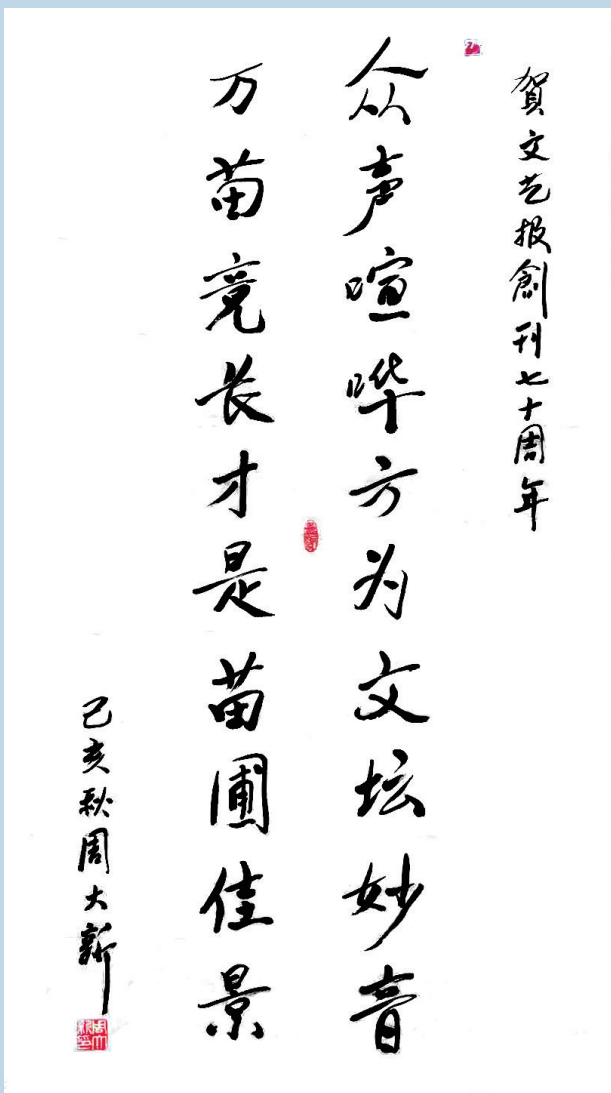 賀文艺报創刊七十周年
众声喧哗方为文坛妙音
万苗竞长才是苗圃佳景
己亥秋周大新